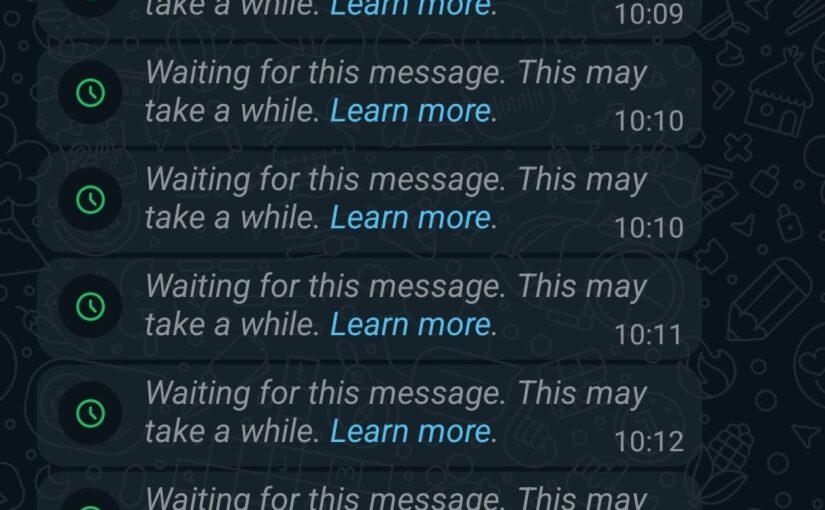 take a while. Learn more.
10:09
Waiting for this message. This may
take a while. Learn more.
10:10
Waiting for this message. This may
take a while. Learn more.
10:10
Waiting for this message. This may
take a while. Learn more.
10:11
Waiting for this message. This may
take a while. Learn more.
10:12
Waiting for this message. This may